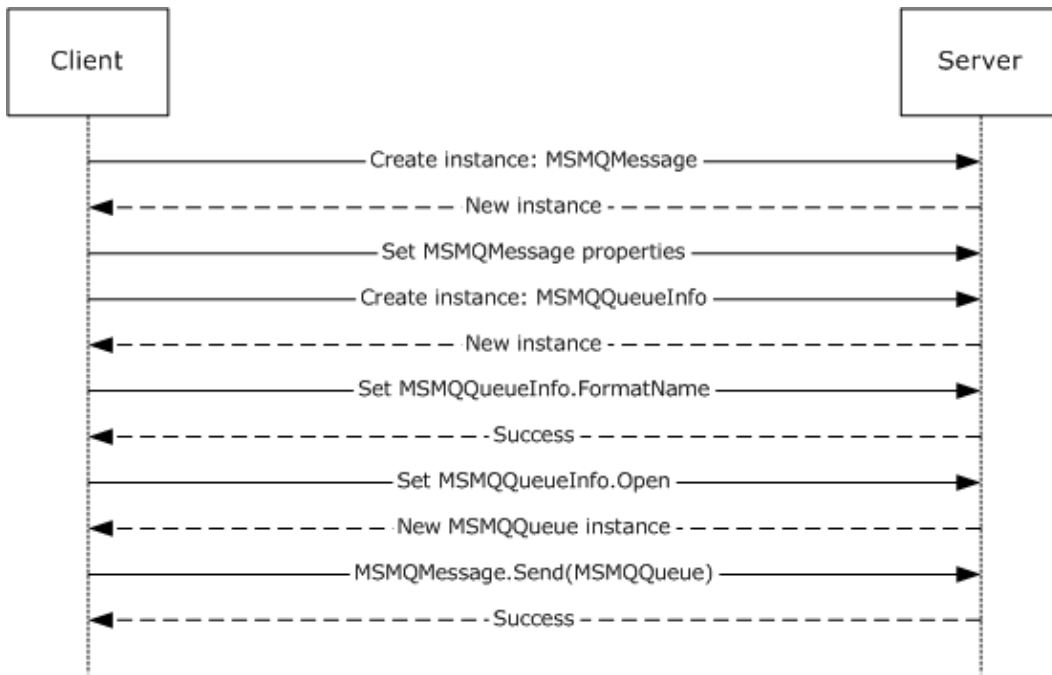 Client
Server
Create instance: MSMQMessage
New instance
Set MSMQMessage properties
Create instance: MSMQQueueInfo
New instance
Set MSMQQueueInfo.FormatName
Success
Set MSMQQueueInfo.Open
New MSMQQueue instance
MSMQMessage.Send(MSMQQueue)
Success